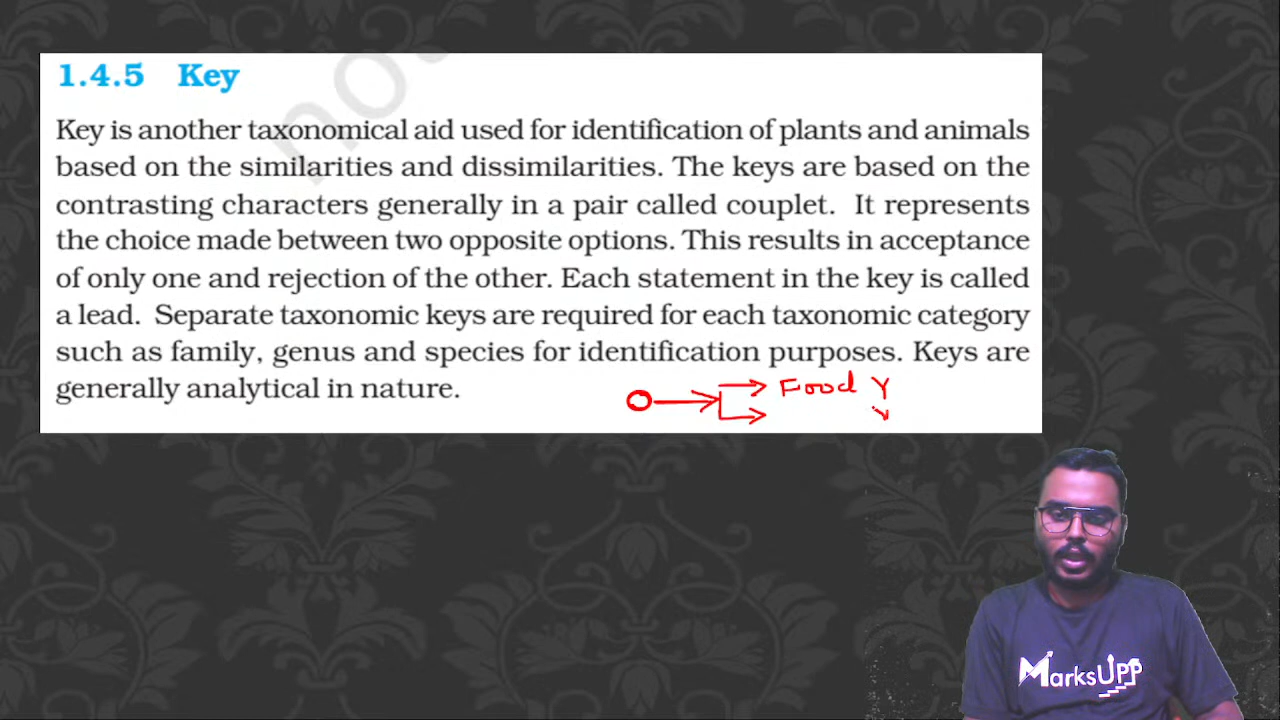 1.4.5 Key
Key is another taxonomical aid used for identification of plants and animals
based on the similarities and dissimilarities. The keys are based on the
contrasting characters generally in a pair called couplet. It represents
the choice made between two opposite options. This results in acceptance
of only one and rejection of the other. Each statement in the key is called
a lead. Separate taxonomic keys are required for each taxonomic category
such as family, genus and species for identification purposes. Keys are
generally analytical in nature.
Food Y
MarksUPP